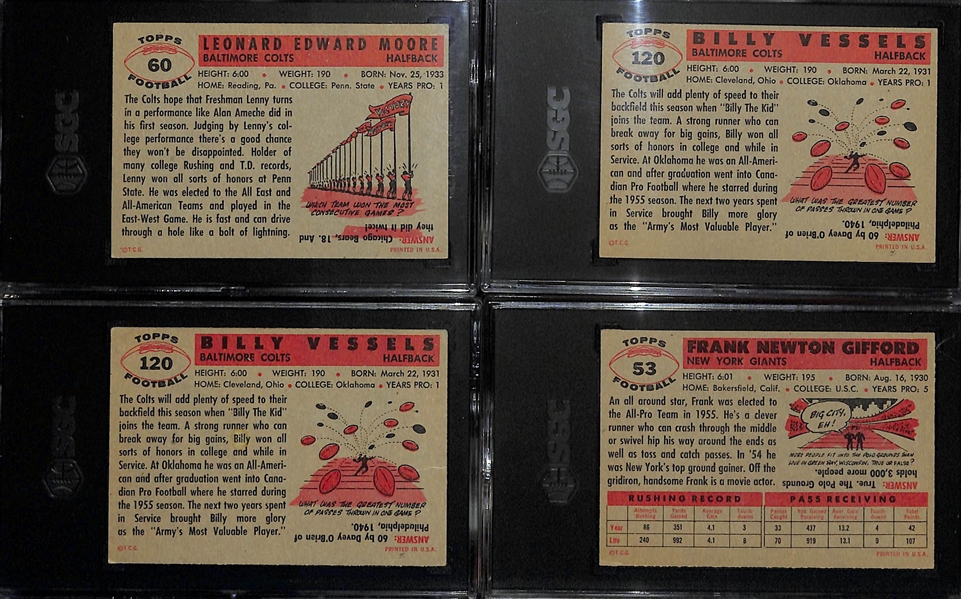 TOPPS
60
FOOTBALL
LEONARD EDWARD MOORE
BALTIMORE COLTS HALFBACK
HEIGHT: 6:00 • WEIGHT: 190 • BORN: Nov. 25, 1933
HOME: Reading, Pa. • COLLEGE: Penn. State • YEARS PRO: 1
The Colts hope that Freshman Lenny turns
in a performance like Alan Ameche did in
his first season. Judging by Lenny's col-
lege performance there's a good chance
they won't be disappointed. Holder of
many college Rushing and T.D. records,
Lenny won all sorts of honors at Penn
State. He was elected to the All East and
All-American Teams and played in the
East-West Game. He is fast and can drive
through a hole like a bolt of lightning.
WHICH TEAM WON THE MOST
CONSECUTIVE GAMES?
ANSWER:
Chicago Bears, 18. And
they did it twice!
©T.C.G. PRINTED IN U.S.A.
SGC
TOPPS
120
FOOTBALL
BILLY VESSELS
BALTIMORE COLTS HALFBACK
HEIGHT: 6:00 • WEIGHT: 190 • BORN: March 22, 1931
HOME: Cleveland, Ohio • COLLEGE: Oklahoma • YEARS PRO: 1
The Colts will add plenty of speed to their
backfield this season when "Billy The Kid"
joins the team. A strong runner who can
break away for big gains, Billy won all
sorts of honors in college and while in
Service. At Oklahoma he was an All-Ameri-
can and after graduation went into Cana-
dian Pro Football where he starred during
the 1955 season. The next two years spent
in Service brought Billy more glory
as the "Army's Most Valuable Player."
WHAT WAS THE GREATEST NUMBER
OF PASSES THROWN IN ONE GAME?
ANSWER:
60 by Davey O'Brien of
Philadelphia, 1940.
©T.C.G. PRINTED IN U.S.A.
SGC
TOPPS
120
FOOTBALL
BILLY VESSELS
BALTIMORE COLTS HALFBACK
HEIGHT: 6:00 • WEIGHT: 190 • BORN: March 22, 1931
HOME: Cleveland, Ohio • COLLEGE: Oklahoma • YEARS PRO: 1
The Colts will add plenty of speed to their
backfield this season when "Billy The Kid"
joins the team. A strong runner who can
break away for big gains, Billy won all
sorts of honors in college and while in
Service. At Oklahoma he was an All-Ameri-
can and after graduation went into Cana-
dian Pro Football where he starred during
the 1955 season. The next two years spent
in Service brought Billy more glory
as the "Army's Most Valuable Player."
WHAT WAS THE GREATEST NUMBER
OF PASSES THROWN IN ONE GAME?
ANSWER:
60 by Davey O'Brien of
Philadelphia, 1940.
©T.C.G. PRINTED IN U.S.A.
SGC
TOPPS
53
FOOTBALL
FRANK NEWTON GIFFORD
NEW YORK GIANTS HALFBACK
HEIGHT: 6:01 • WEIGHT: 195 • BORN: Aug. 16, 1930
HOME: Bakersfield, Calif. • COLLEGE: U.S.C. • YEARS PRO: 5
An all around star, Frank was elected to
the All-Pro Team in 1955. He's a clever
runner who can crash through the middle
or swivel hip his way around the ends as
well as toss and catch passes. In '54 he
was New York's top ground gainer. Off the
gridiron, handsome Frank is a movie actor.
BIG CITY,
EH!
MORE PEOPLE FIT INTO THE POLO GROUNDS THAN
LIVE IN GREEN BAY, WISCONSIN. TRUE OR FALSE?
ANSWER:
True. The Polo Grounds
holds 3,000 more people.
RUSHING RECORD PASS RECEIVING
Year 86 351 4.1 3 33 437 13.2 4 42
Life 240 992 4.1 8 70 919 13.1 9 107
©T.C.G. PRINTED IN U.S.A.
SGC